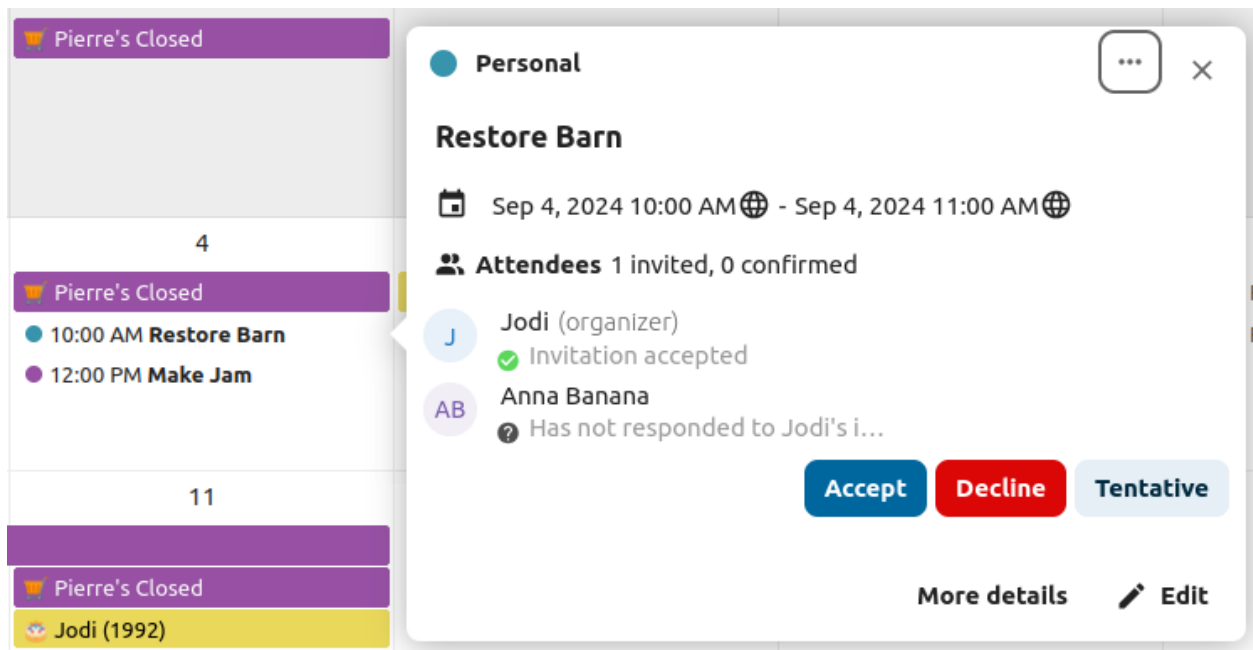 Pierre's Closed
4
Pierre's Closed
10:00 AM Restore Barn
12:00 PM Make Jam
11
Pierre's Closed
Jodi (1992)
Personal
Restore Barn
Sep 4, 2024 10:00 AM - Sep 4, 2024 11:00 AM
Attendees 1 invited, 0 confirmed
J
Jodi (organizer)
Invitation accepted
AB
Anna Banana
Has not responded to Jodi's i...
Accept Decline Tentative
More details Edit